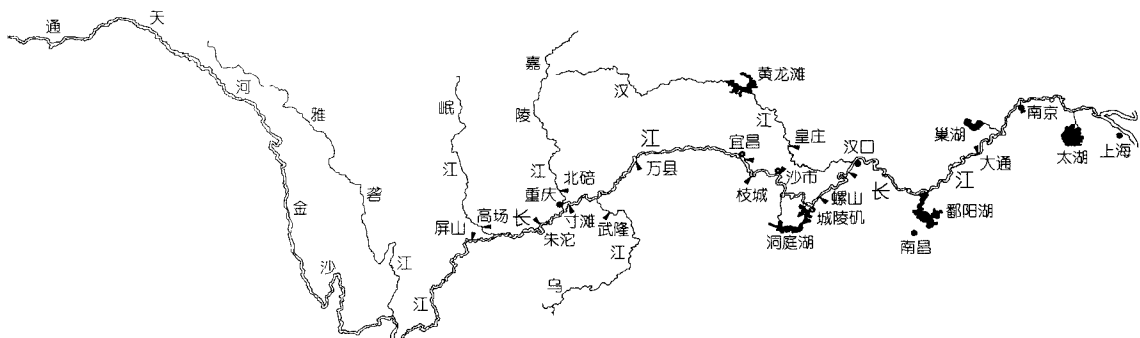 通天河
雅砻江
金沙江
岷江
嘉陵江
汉江
乌江
长江
黄龙滩
皇庄
宜昌
枝城
沙市
汉口
螺山
城陵矶
洞庭湖
鄱阳湖
南昌
巢湖
大通
南京
太湖
上海
万县
北碚
重庆
寸滩
武隆
朱沱
高场
屏山
长
江